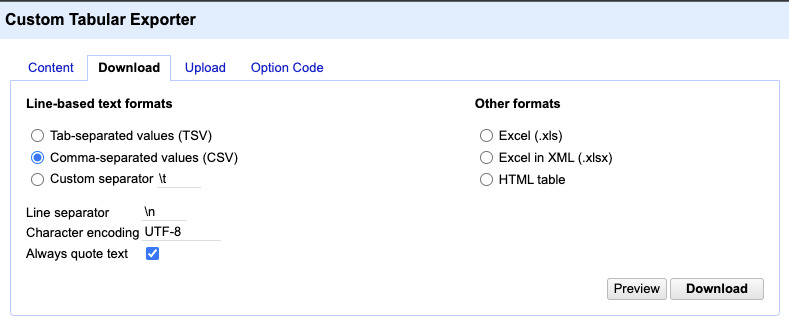 Custom Tabular Exporter
Content Download Upload Option Code
Line-based text formats
Tab-separated values (TSV)
Comma-separated values (CSV)
Custom separator \t
Line separator \n
Character encoding UTF-8
Always quote text
Other formats
Excel (.xls)
Excel in XML (.xlsx)
HTML table
Preview Download